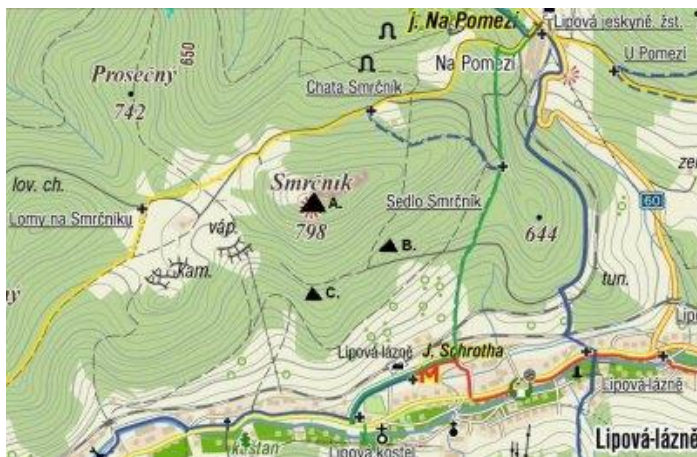 j. Na Pomezí
Lipová jeskyně. žst.
650
U Pomezí
Na Pomezí
Prosečný
742
Chata Smrčník
lov. ch.
Smrčník
A.
Sedlo Smrčník
60
Lomy na Smrčníku
798
váp.
B.
644
kam.
tun.
C.
Lipová-lázně
J. Schrotha
M
Lipová-lázně
kaštan
Lipová kostel
Lipová-lázně